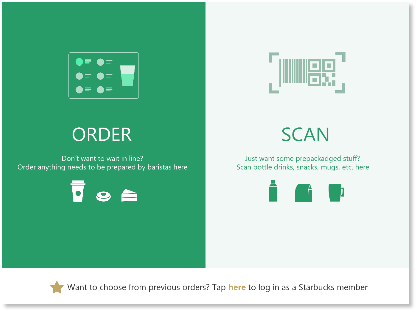 ORDER
Don't want to wait in line?
Order anything needs to be prepared by baristas here
SCAN
Just want some prepackadged stuff?
Scan bottle drinks, snacks, mugs, etc. here
Want to choose from previous orders? Tap here to log in as a Starbucks member